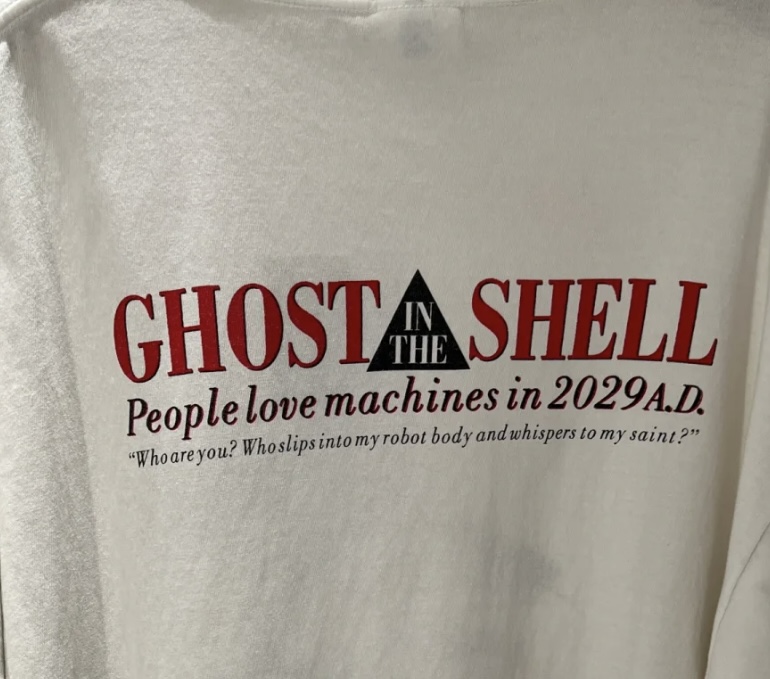 GHOST IN THE SHELL
People love machines in 2029 A.D.
“Who are you? Who slips into my robot body and whispers to my saint?”